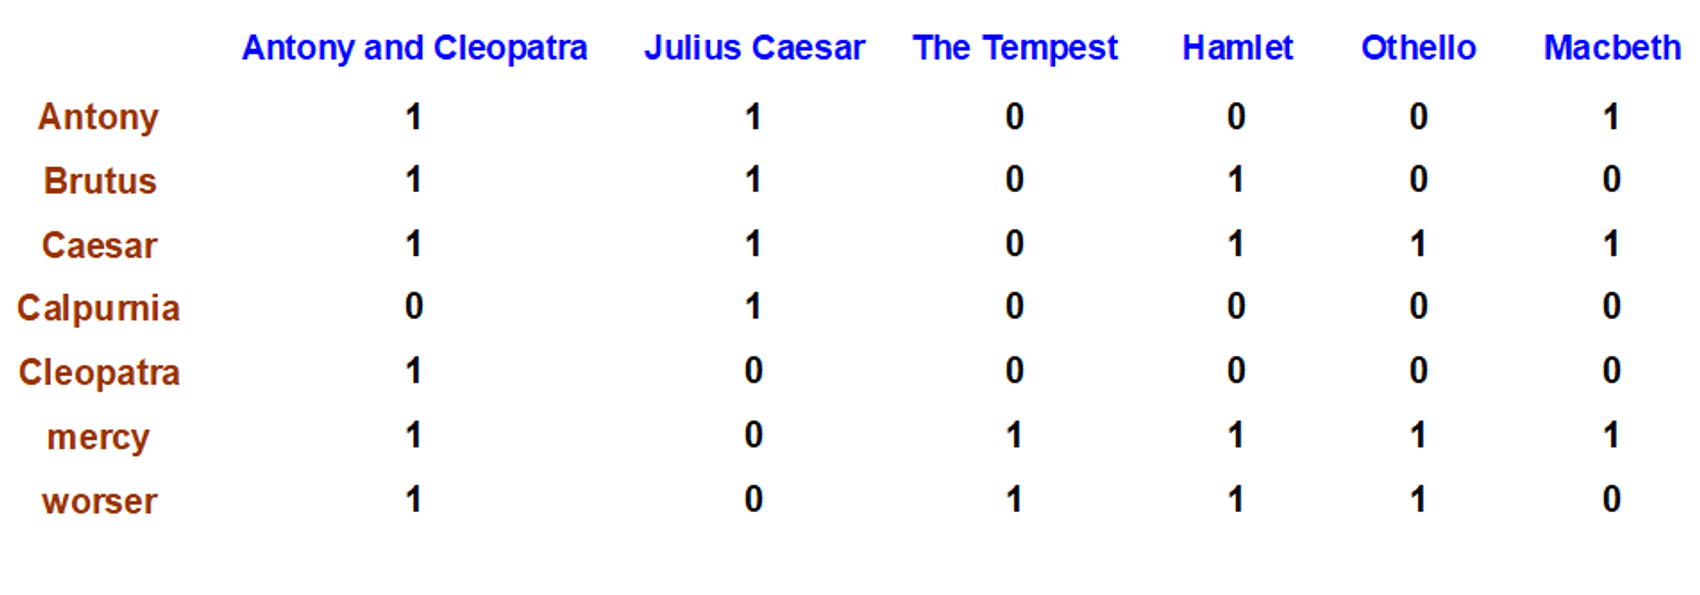 Antony and Cleopatra Julius Caesar The Tempest Hamlet Othello Macbeth
Antony 1 1 0 0 0 1
Brutus 1 1 0 1 0 0
Caesar 1 1 0 1 1 1
Calpurnia 0 1 0 0 0 0
Cleopatra 1 0 0 0 0 0
mercy 1 0 1 1 1 1
worser 1 0 1 1 1 0